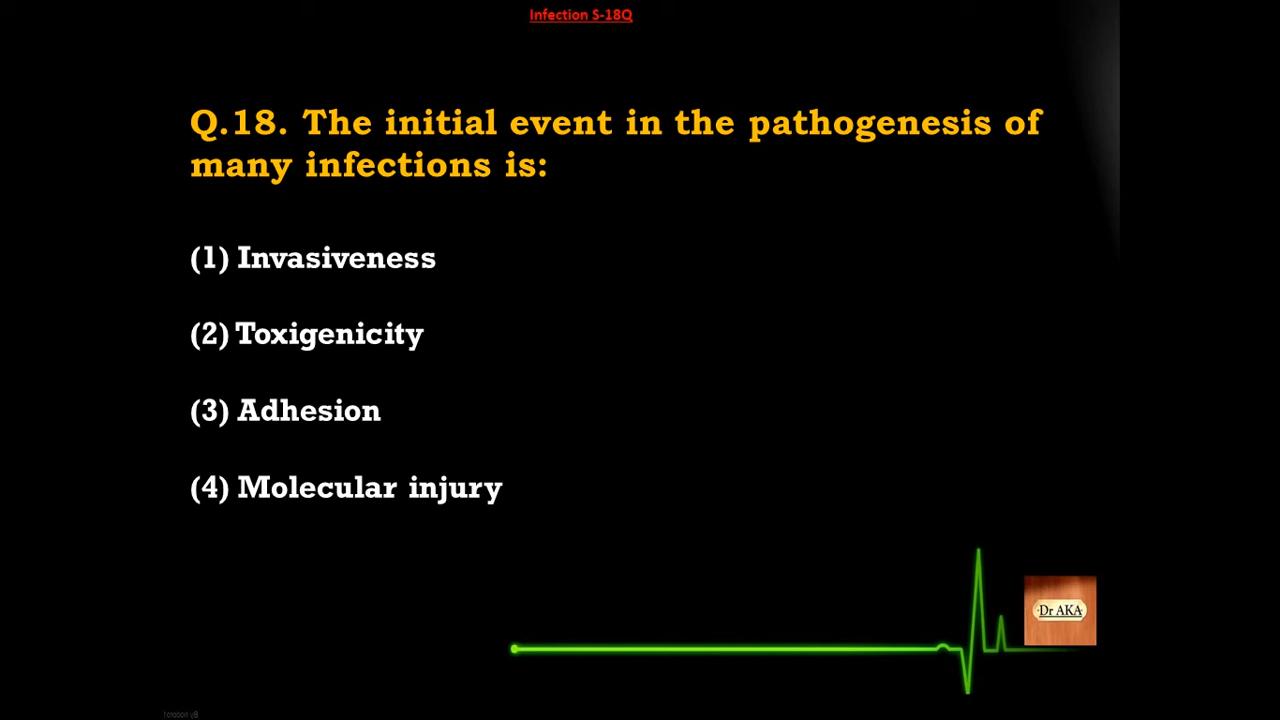 Infection S-18Q
Q.18. The initial event in the pathogenesis of
many infections is:
(1) Invasiveness
(2) Toxigenicity
(3) Adhesion
(4) Molecular injury
Dr AKA